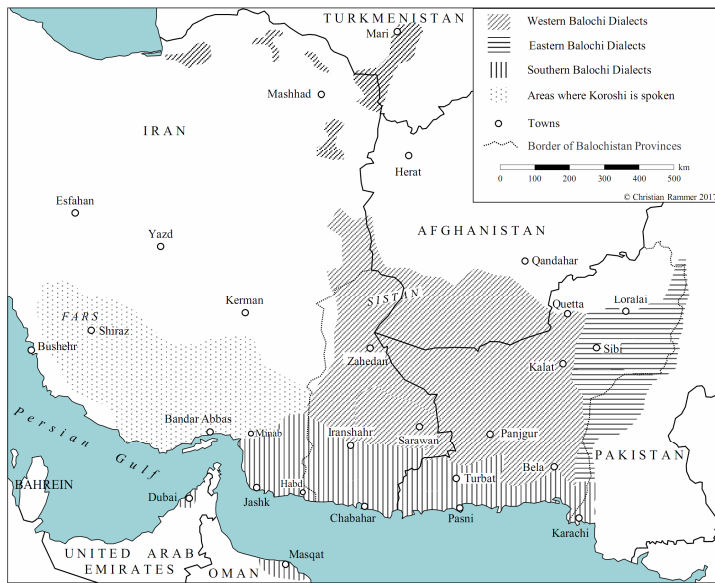 TURKMENISTAN
Mari
Mashhad
IRAN
Herat
Esfahan
Yazd
AFGHANISTAN
Qandahar
SISTAN
Kerman
Quetta
Loralai
FARS
Shiraz
Bushehr
Zahedan
Sibi
Kalat
Bandar Abbas
Minab
Iranshahr
Sarawan
Panjgur
PAKISTAN
Persian Gulf
Bela
Turbat
BAHREIN
Habd
Jashk
Dubai
Chabahar
Pasni
Karachi
UNITED ARAB
EMIRATES
Masqat
OMAN
Western Balochi Dialects
Eastern Balochi Dialects
Southern Balochi Dialects
Areas where Koroshi is spoken
Towns
Border of Balochistan Provinces
km
0 100 200 300 400 500
© Christian Rammer 2017